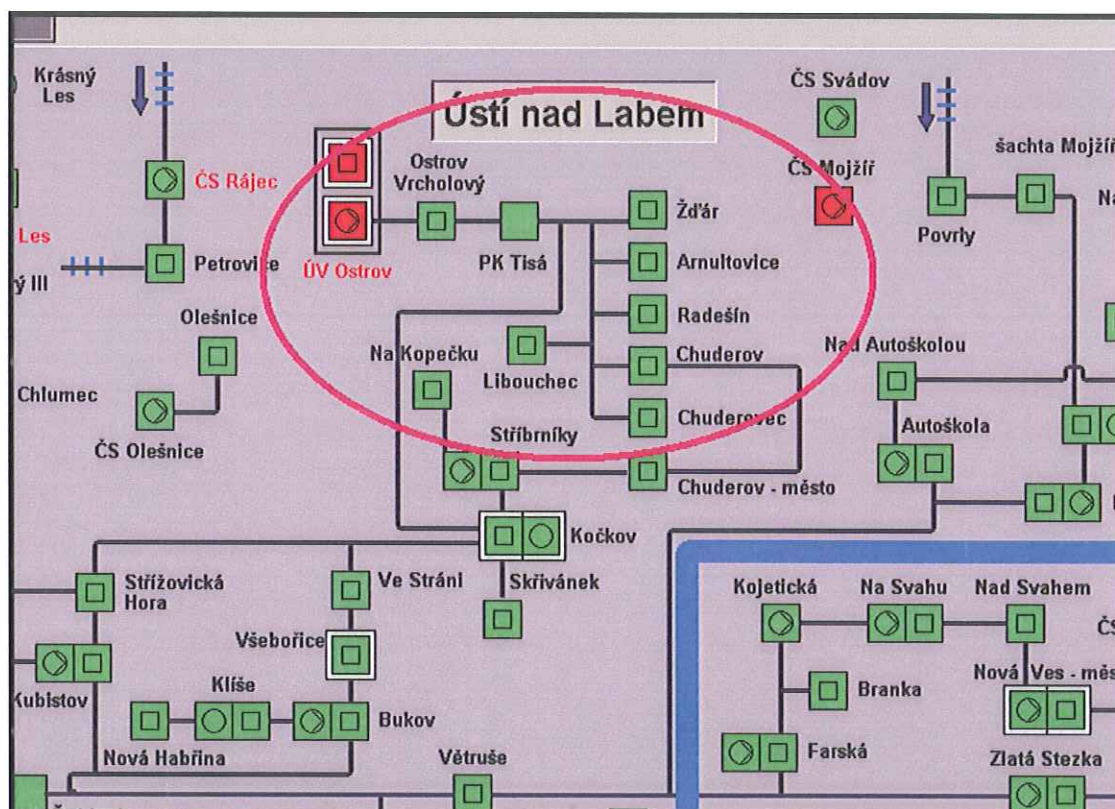 Krásný
Les
ČS Rájec
Les
Petrovice
ý III
Olešnice
Chlumec
ČS Olešnice
Ústí nad Labem
Ostrov
Vrcholový
ÚV Ostrov
PK Tisá
Žďár
Arnultovice
Radešín
Na Kopečku
Libouchec
Chuderov
Chuderovec
Stříbrníky
Chuderov - město
Kočkov
Skřivánek
ČS Svádov
ČS Mojžíř
šachta Mojžíř
Povrly
Nad Autoškolou
Autoškola
Střížovická
Hora
Ve Stráni
Všebořice
Kubistov
Klíše
Bukov
Nová Habřina
Větruše
Kojetická
Na Svahu
Nad Svahem
ČS
Branka
Nová Ves - měs
Farská
Zlatá Stezka